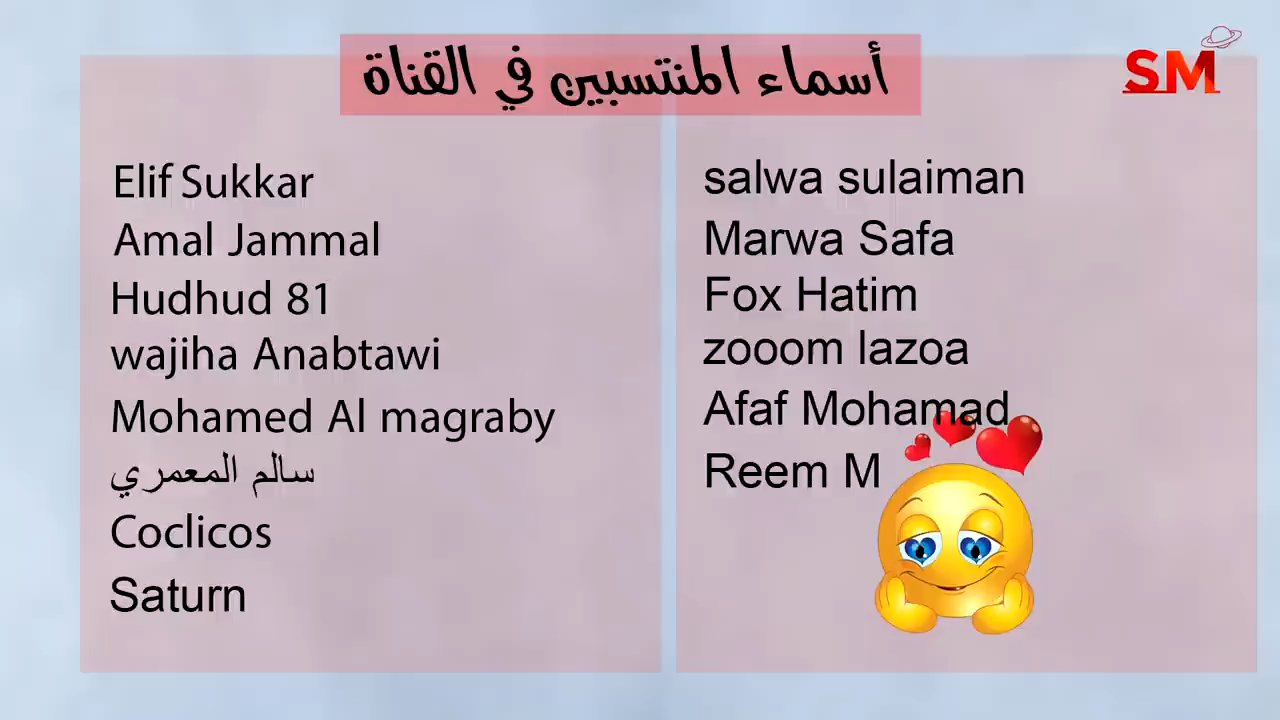 أسماء المنتسبين في القناة
SM
Elif Sukkar
Amal Jammal
Hudhud 81
wajiha Anabtawi
Mohamed Al magraby
سالم المعمري
Coclicos
Saturn
salwa sulaiman
Marwa Safa
Fox Hatim
zooom lazoa
Afaf Mohamad
Reem M